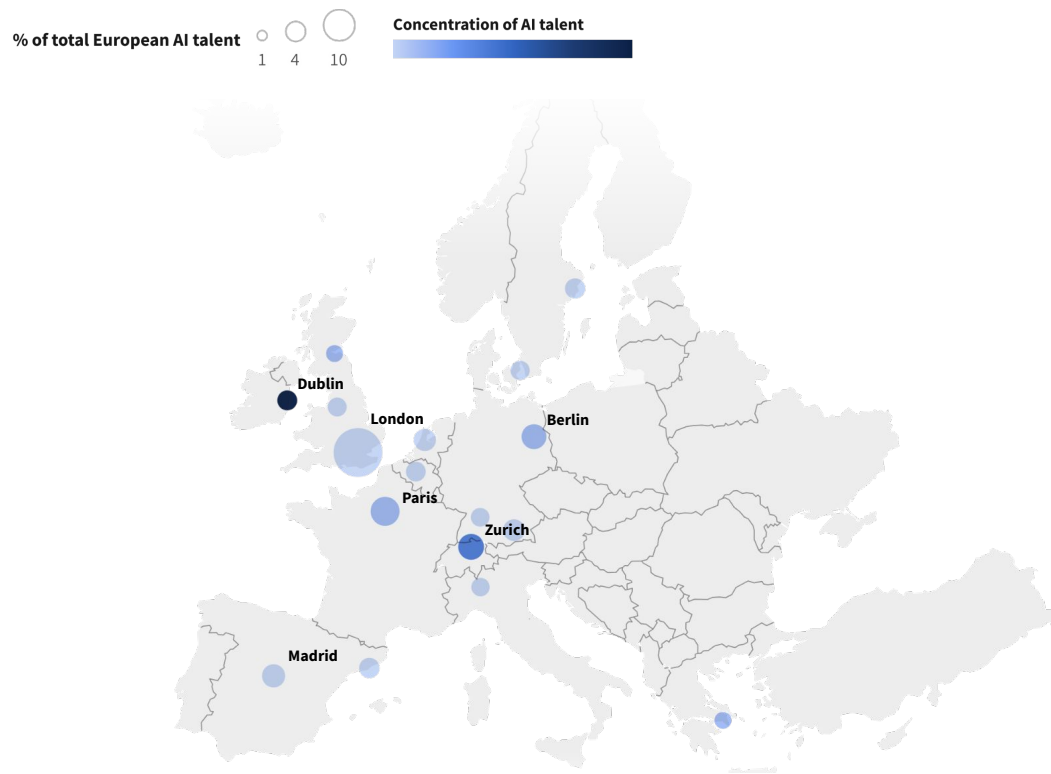 % of total European AI talent
1 4 10
Concentration of AI talent
Dublin
London
Berlin
Paris
Zurich
Madrid